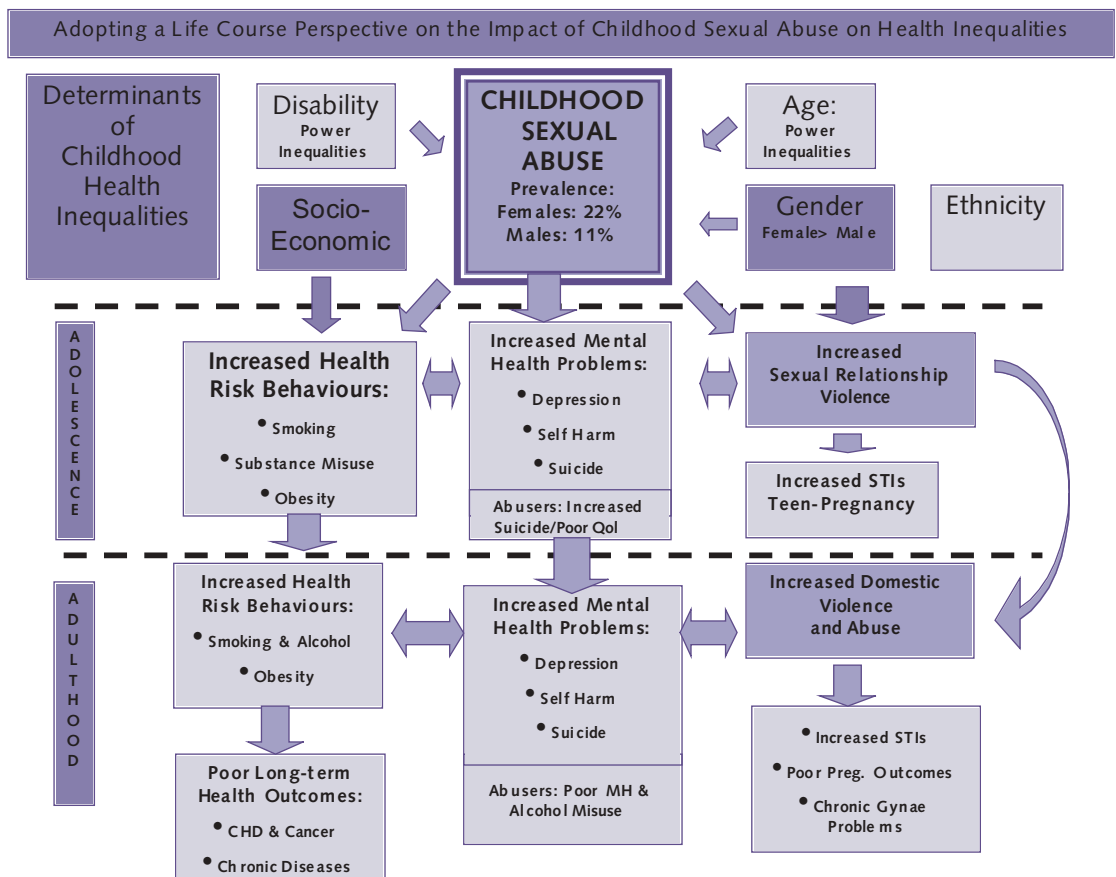 Adopting a Life Course Perspective on the Impact of Childhood Sexual Abuse on Health Inequalities
Determinants
of
Childhood
Health
Inequalities
Disability
Power
Inequalities
Socio-
Economic
CHILDHOOD
SEXUAL
ABUSE
Prevalence:
Females: 22%
Males: 11%
Age:
Power
Inequalities
Gender
Female> Male
Ethnicity
ADOLESCENCE
Increased Health
Risk Behaviours:
• Smoking
• Substance Misuse
• Obesity
Increased Mental
Health Problems:
• Depression
• Self Harm
• Suicide
Abusers: Increased
Suicide/Poor Qol
Increased
Sexual Relationship
Violence
Increased STIs
Teen-Pregnancy
ADULTHOOD
Increased Health
Risk Behaviours:
• Smoking & Alcohol
• Obesity
Poor Long-term
Health Outcomes:
• CHD & Cancer
• Chronic Diseases
Increased Mental
Health Problems:
• Depression
• Self Harm
• Suicide
Abusers: Poor MH &
Alcohol Misuse
Increased Domestic
Violence
and Abuse
• Increased STIs
• Poor Preg. Outcomes
• Chronic Gynae
Problems